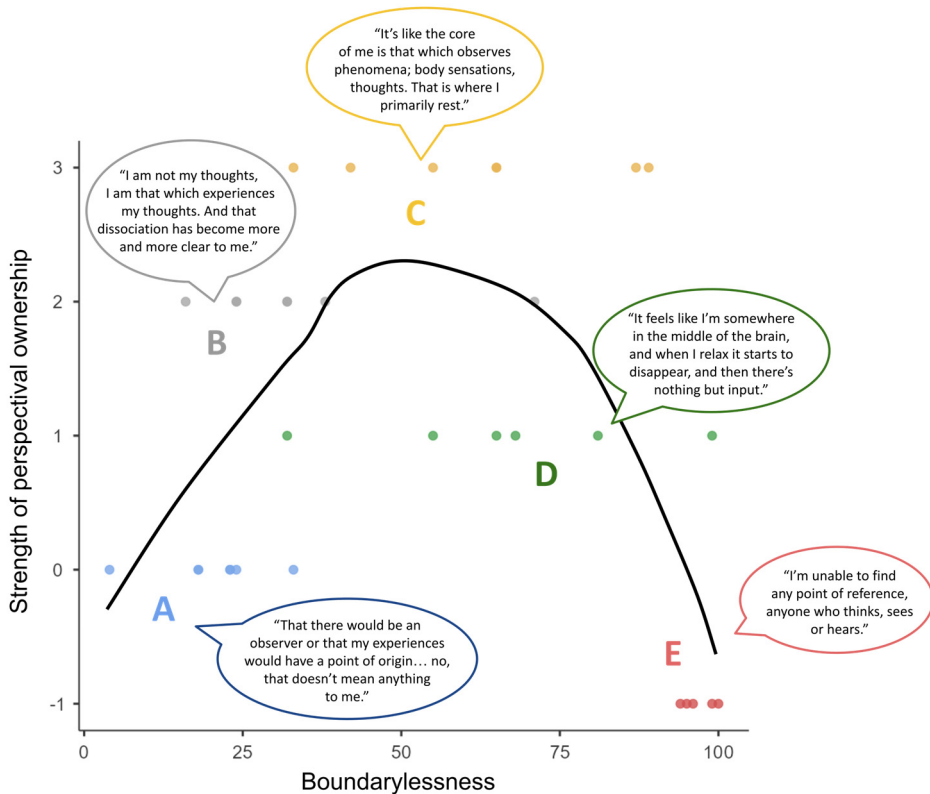 “It’s like the core
of me is that which observes
phenomena; body sensations,
thoughts. That is where I
primarily rest.”
“I am not my thoughts,
I am that which experiences
my thoughts. And that
dissociation has become more
and more clear to me.”
C
B
“It feels like I’m somewhere
in the middle of the brain,
and when I relax it starts to
disappear, and then there’s
nothing but input.”
D
A
“That there would be an
observer or that my experiences
would have a point of origin… no,
that doesn’t mean anything
to me.”
“I’m unable to find
any point of reference,
anyone who thinks, sees
or hears.”
E
Strength of perspectival ownership
3
2
1
0
-1
0
25
50
75
100
Boundarylessness